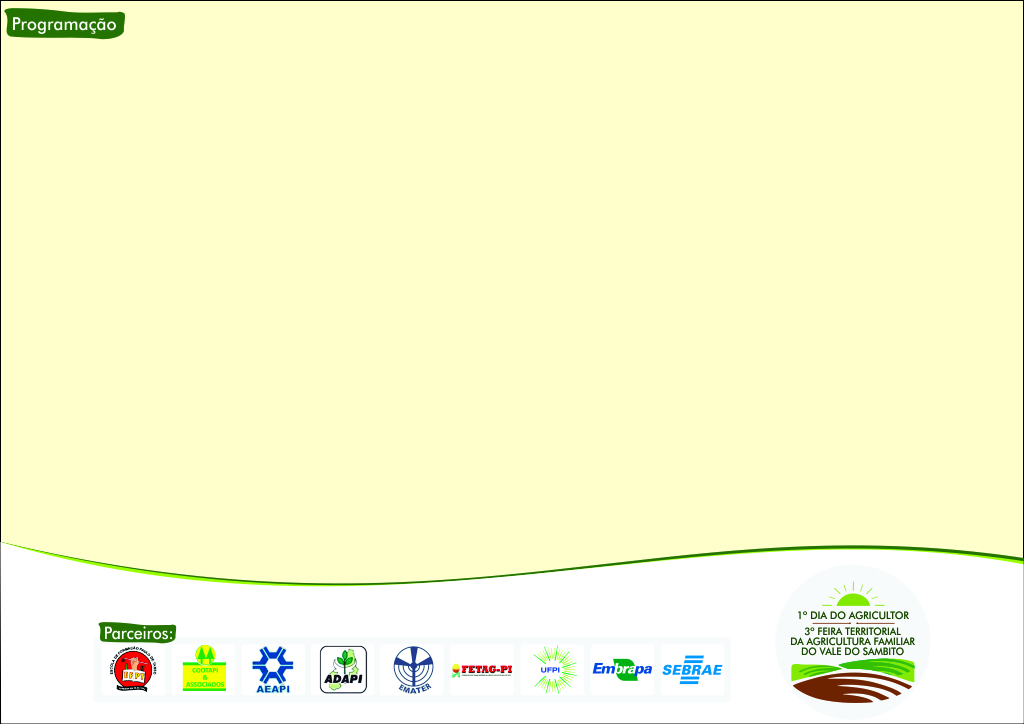 Programação
Parceiros:
EFPI
COOTAPI
&
ASSOCIADOS
AEAPI
ADAPI
EMATER
FETAG-PI
UFPI
Embrapa
SEBRAE
1º DIA DO AGRICULTOR
3º FEIRA TERRITORIAL
DA AGRICULTURA FAMILIAR
DO VALE DO SAMBITO